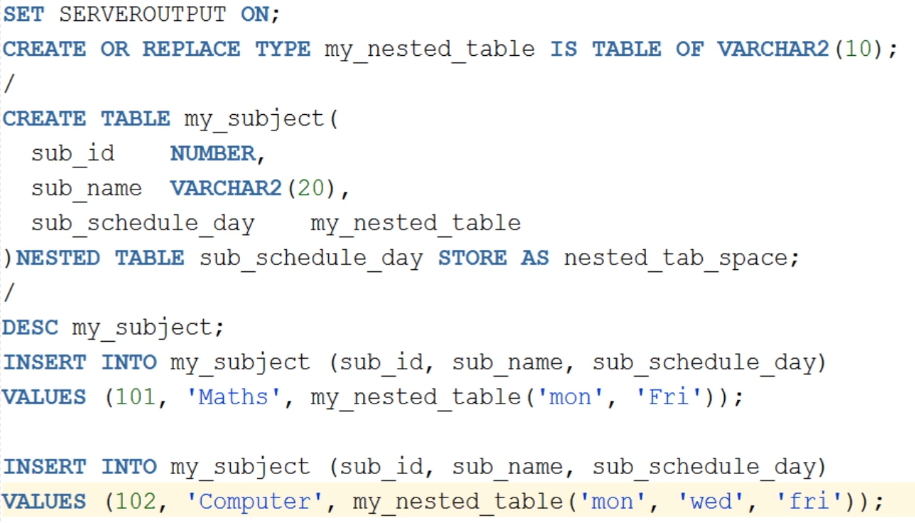 SET SERVEROUTPUT ON;
CREATE OR REPLACE TYPE my_nested_table IS TABLE OF VARCHAR2(10);
/
CREATE TABLE my_subject(
  sub_id    NUMBER,
  sub_name  VARCHAR2(20),
  sub_schedule_day    my_nested_table
)NESTED TABLE sub_schedule_day STORE AS nested_tab_space;
/
DESC my_subject;
INSERT INTO my_subject (sub_id, sub_name, sub_schedule_day)
VALUES (101, 'Maths', my_nested_table('mon', 'Fri'));
INSERT INTO my_subject (sub_id, sub_name, sub_schedule_day)
VALUES (102, 'Computer', my_nested_table('mon', 'wed', 'fri'));